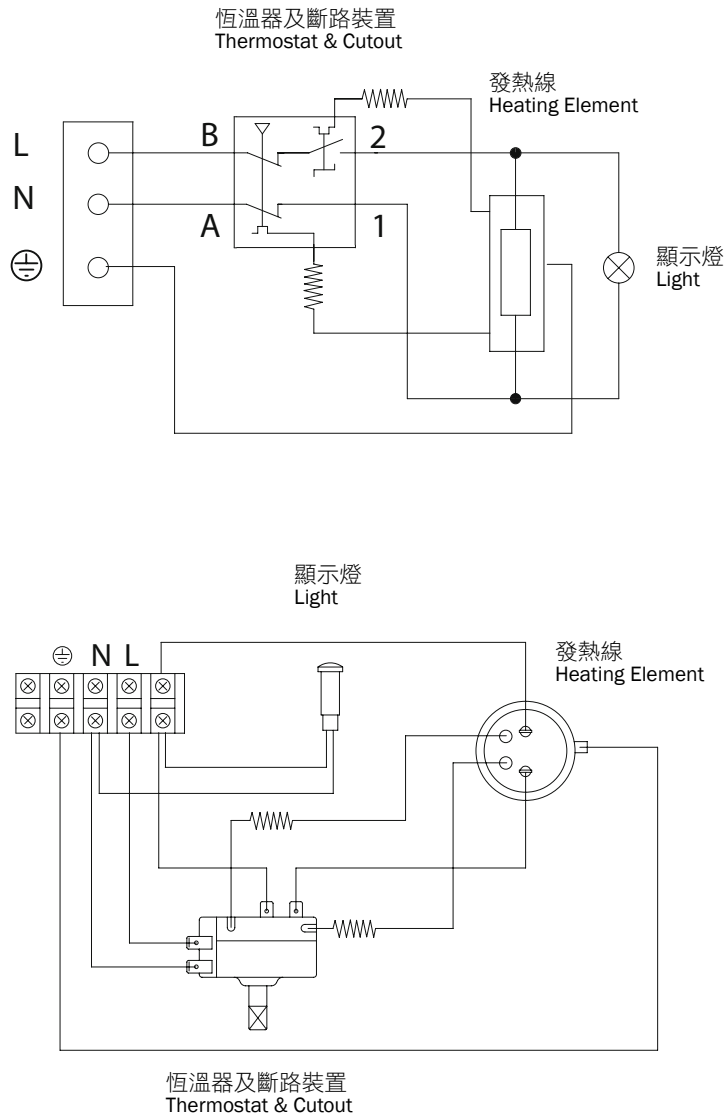 恆溫器及斷路裝置
Thermostat & Cutout
發熱線
Heating Element
L
B
2
N
A
1
顯示燈
Light
顯示燈
Light
N L
發熱線
Heating Element
恆溫器及斷路裝置
Thermostat & Cutout